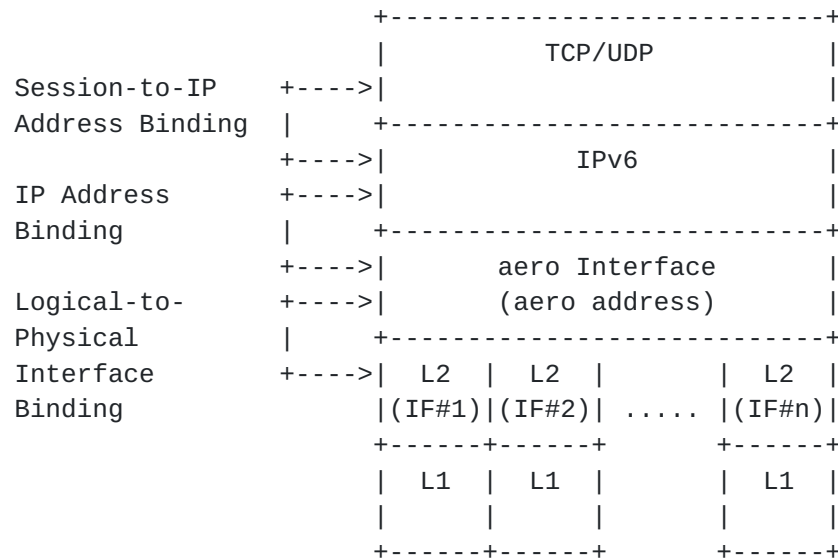 +----------------------------+
                     |          TCP/UDP           |
Session-to-IP    +---->|                            |
Address Binding  |     +----------------------------+
                 +---->|            IPv6            |
IP Address       +---->|                            |
Binding          |     +----------------------------+
                 +---->|       aero Interface       |
Logical-to-      +---->|       (aero address)       |
Physical         |     +----------------------------+
Interface        +---->|  L2  |  L2  |       |  L2  |
Binding                |(IF#1)|(IF#2)| ..... |(IF#n)|
                       +------+------+       +------+
                       |  L1  |  L1  |       |  L1  |
                       |      |      |       |      |
                       +------+------+       +------+